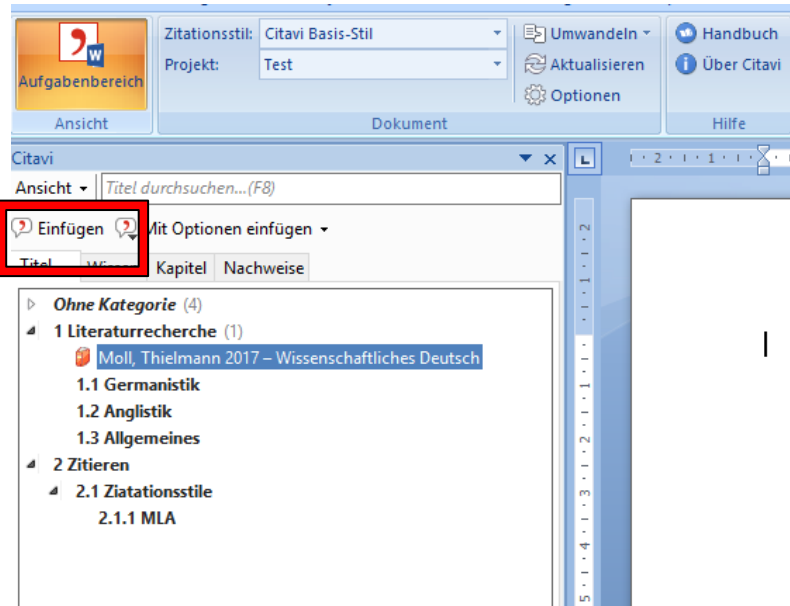 Zitationsstil: Citavi Basis-Stil Umwandeln Handbuch
Aufgabenbereich Projekt: Test Aktualisieren Über Citavi
Optionen
Ansicht Dokument Hilfe
Citavi
Ansicht Titel durchsuchen...(F8)
Einfügen Mit Optionen einfügen
Titel Kapitel Nachweise
Ohne Kategorie (4)
1 Literaturrecherche (1)
Moll, Thielmann 2017 – Wissenschaftliches Deutsch
1.1 Germanistik
1.2 Anglistik
1.3 Allgemeines
2 Zitieren
2.1 Ziatationsstile
2.1.1 MLA